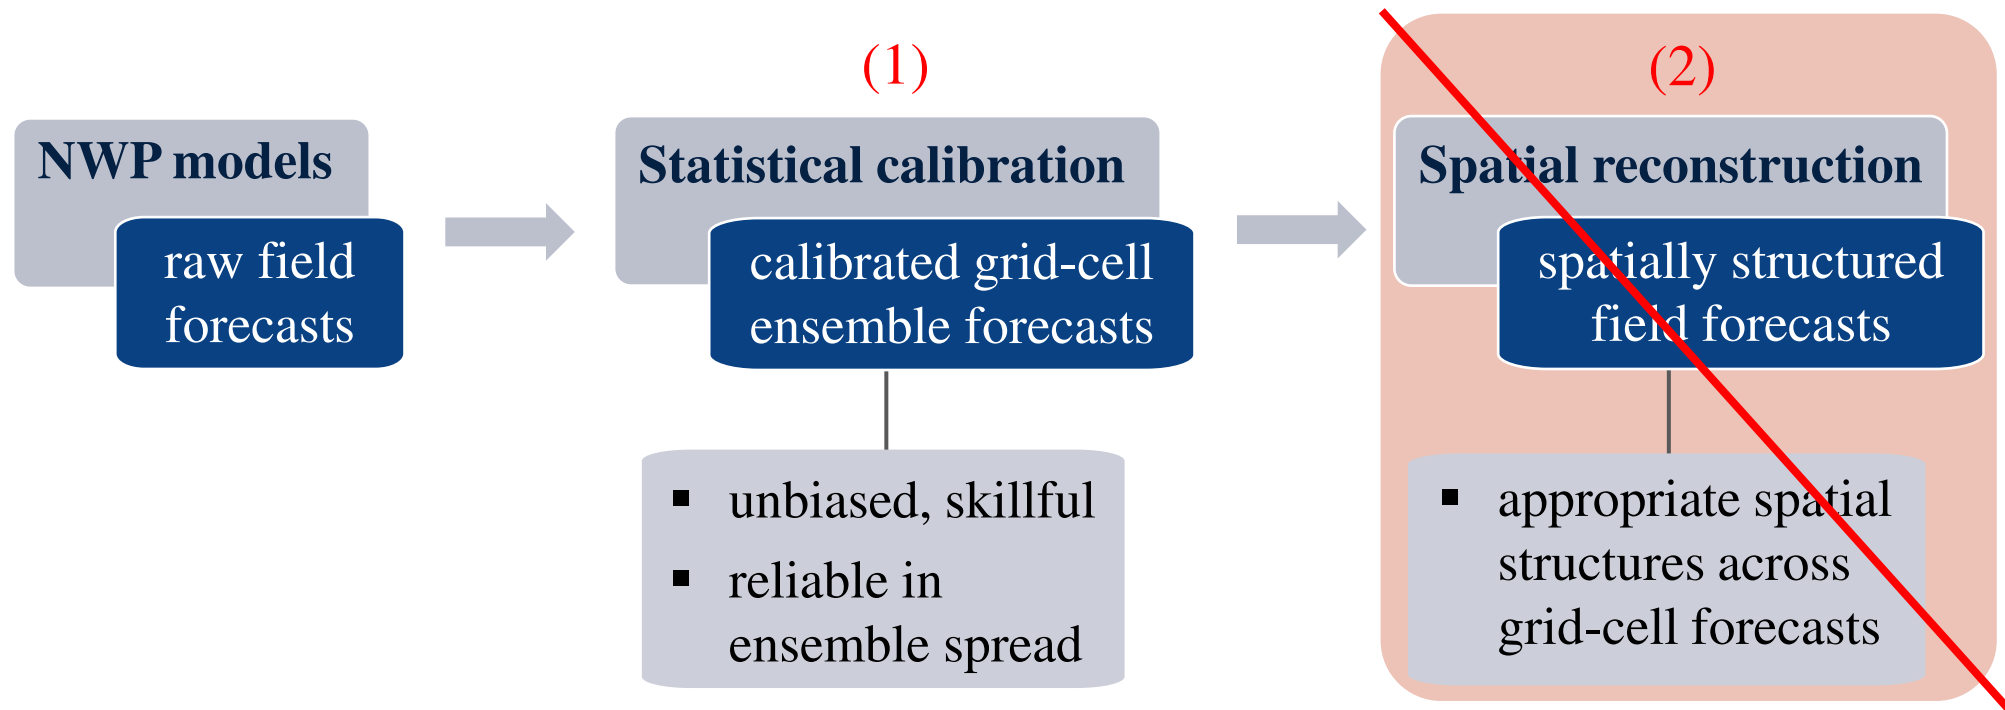 NWP models
raw field
forecasts
(1)
Statistical calibration
calibrated grid-cell
ensemble forecasts
▪ unbiased, skillful
▪ reliable in
ensemble spread
(2)
Spatial reconstruction
spatially structured
field forecasts
▪ appropriate spatial
structures across
grid-cell forecasts